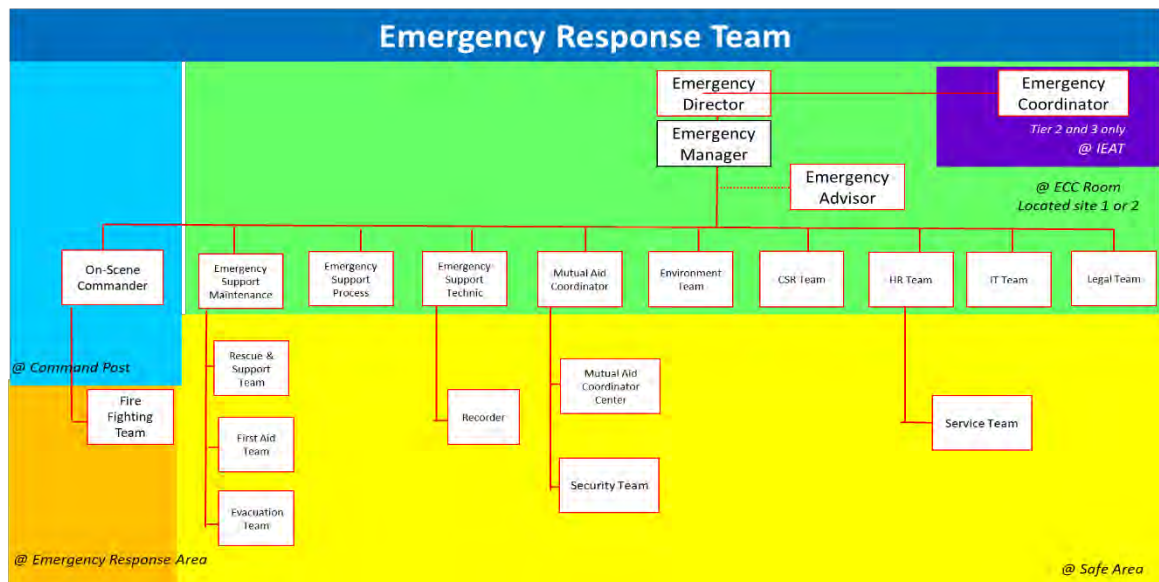 Emergency Response Team
Emergency
Director
Emergency
Coordinator
Tier 2 and 3 only
@ IEAT
Emergency
Manager
Emergency
Advisor
@ ECC Room
Located site 1 or 2
On-Scene
Commander
Emergency
Support
Maintenance
Emergency
Support
Process
Emergency
Support
Technic
Mutual Aid
Coordinator
Environment
Team
CSR Team
HR Team
IT Team
Legal Team
@ Command Post
Rescue &
Support
Team
Mutual Aid
Coordinator
Center
Fire
Fighting
Team
First Aid
Team
Recorder
Service Team
Security Team
Evacuation
Team
@ Emergency Response Area
@ Safe Area